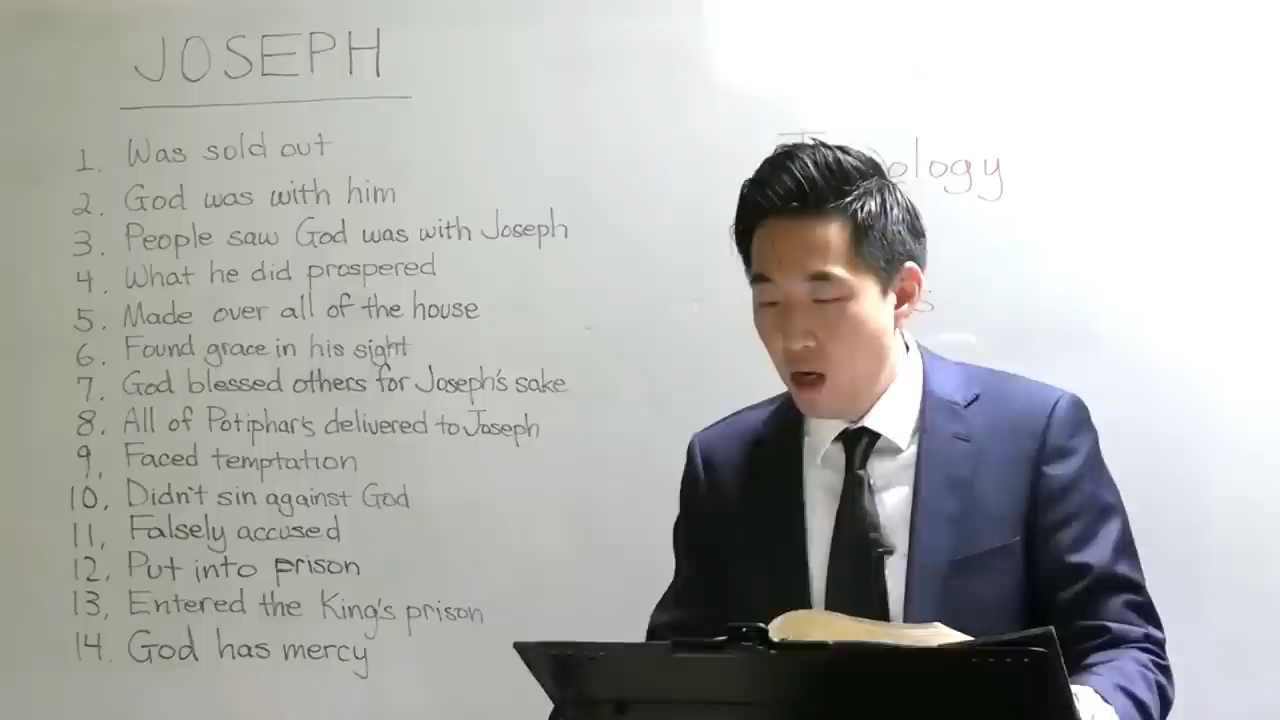 JOSEPH
1. Was sold out
2. God was with him
3. People saw God was with Joseph
4. What he did prospered
5. Made over all of the house
6. Found grace in his sight
7. God blessed others for Joseph's sake
8. All of Potiphar's delivered to Joseph
9. Faced temptation
10. Didn't sin against God
11. Falsely accused
12. Put into prison
13. Entered the King's prison
14. God has mercy